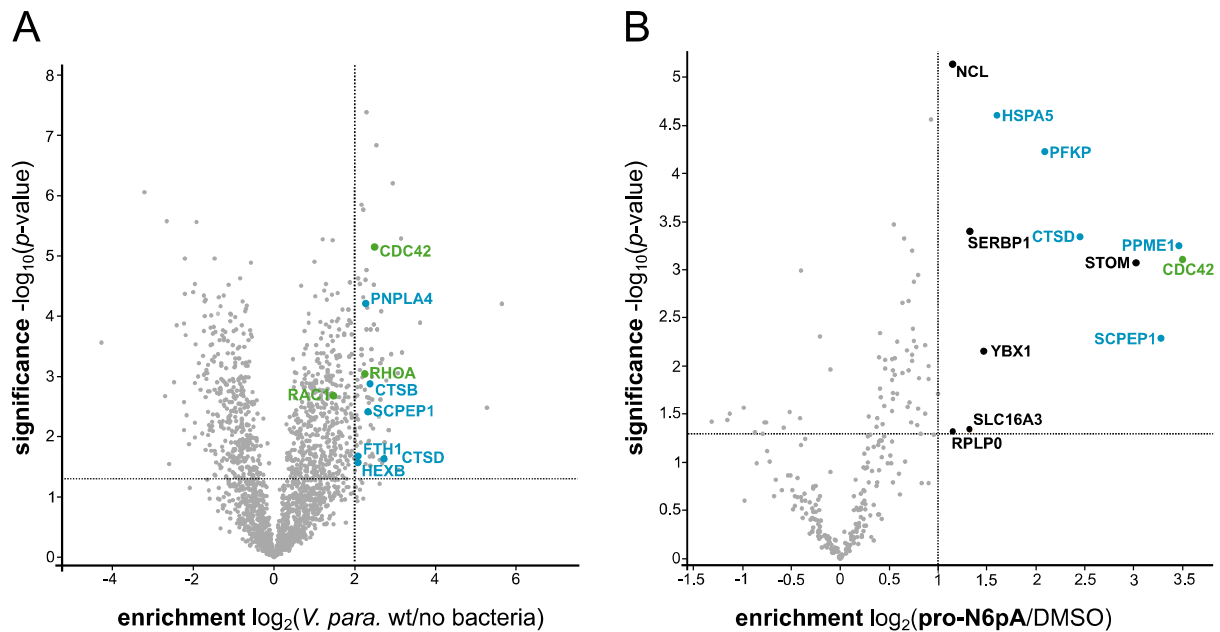 A
significance -log10(p-value)
8
7
6
5
4
3
2
1
0
CDC42
PNPLA4
RHOA
CTSB
RAC1
SCPEP1
FTH1
CTSD
HEXB
-4 -2 0 2 4 6
enrichment log2(V. para. wt/no bacteria)
B
significance -log10(p-value)
5
4.5
4
3.5
3
2.5
2
1.5
1
0.5
0
NCL
HSPA5
PFKP
SERBP1
CTSD
PPME1
STOM
CDC42
SCPEP1
YBX1
SLC16A3
RPLP0
-1.5 -1 -0.5 0 0.5 1 1.5 2 2.5 3 3.5
enrichment log2(pro-N6pA/DMSO)